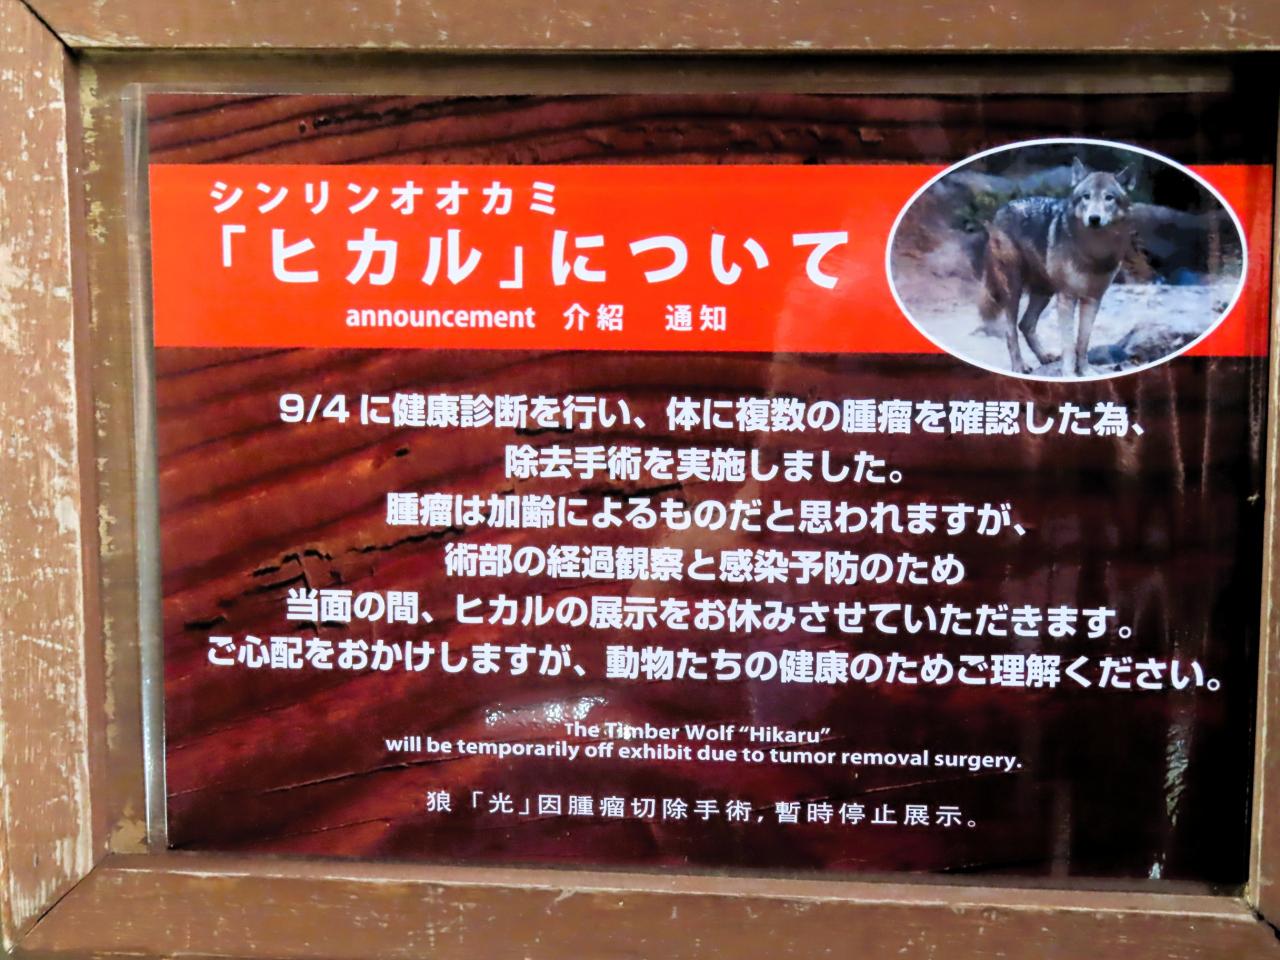 シンリンオオカミ
「ヒカル」について
announcement 介紹 通知
9/4 に健康診断を行い、体に複数の腫瘤を確認した為、
除去手術を実施しました。
腫瘤は加齢によるものだと思われますが、
術部の経過観察と感染予防のため
当面の間、ヒカルの展示をお休みさせていただきます。
ご心配をおかけしますが、動物たちの健康のためご理解ください。
The Timber Wolf “Hikaru”
will be temporarily off exhibit due to tumor removal surgery.
狼「光」因腫瘤切除手術,暫時停止展示。